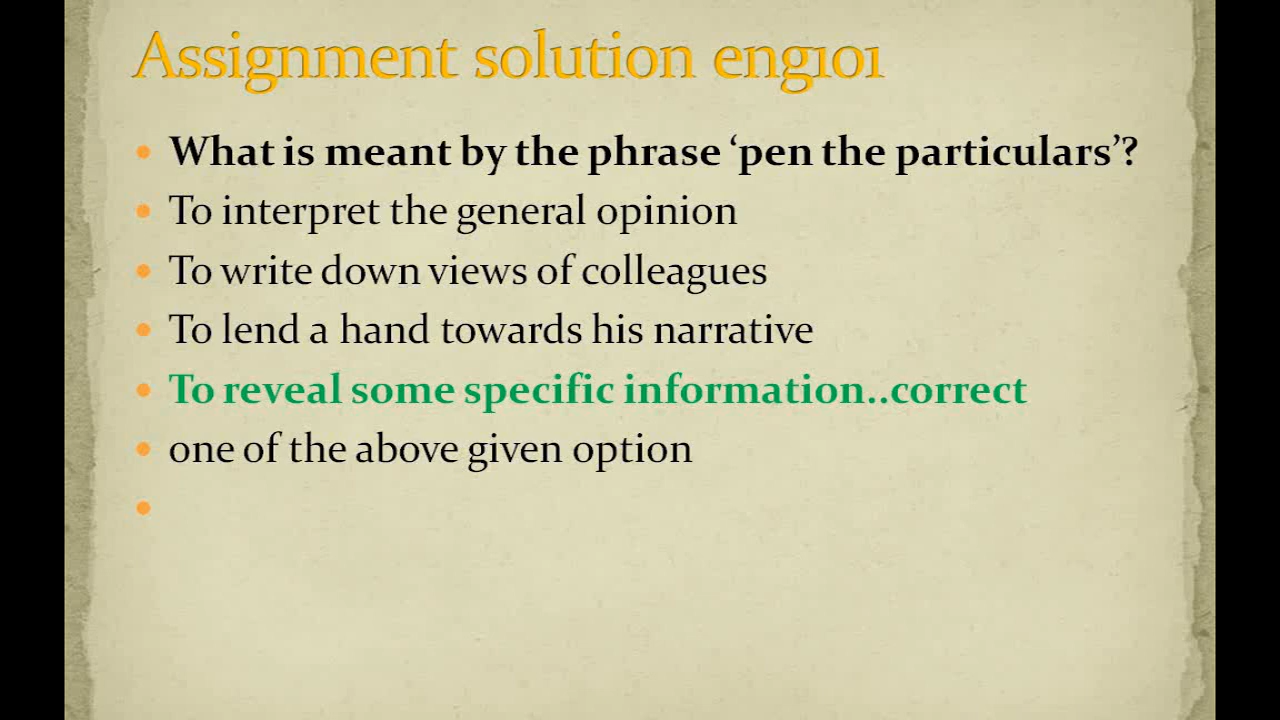 Assignment solution eng101
• What is meant by the phrase ‘pen the particulars’?
• To interpret the general opinion
• To write down views of colleagues
• To lend a hand towards his narrative
• To reveal some specific information..correct
• one of the above given option
•